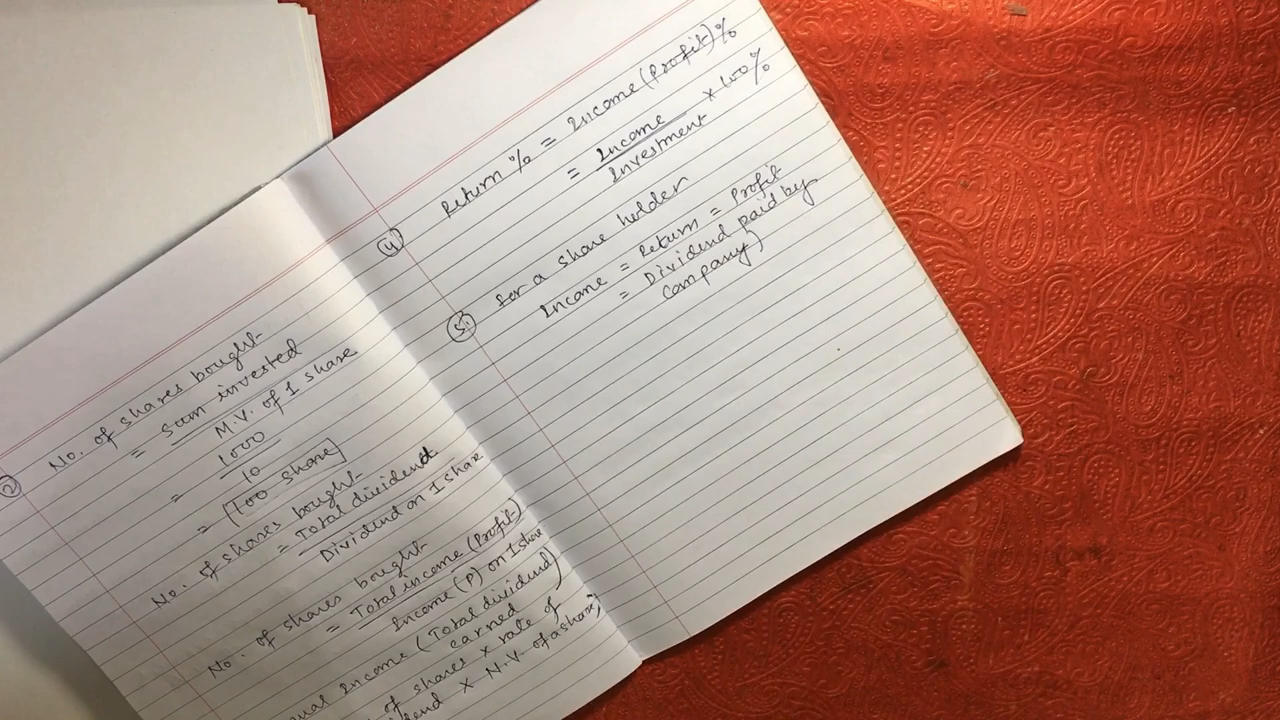 ② No. of shares bought
= Sum invested
M.V. of 1 share
= 1000
10
= [100 share]
No. of shares bought
= Total dividend
Dividend on 1 share
No. of shares bought
= Total income (Profit)
Income (P) on 1 share
Income (Total dividend)
earned
of shares × rate of
× N.V. of a share
④ Return % = Income (Profit) %
= Income × 100%
Investment
⑤ For a share holder
Income = Return = Profit
= Dividend paid by
company)